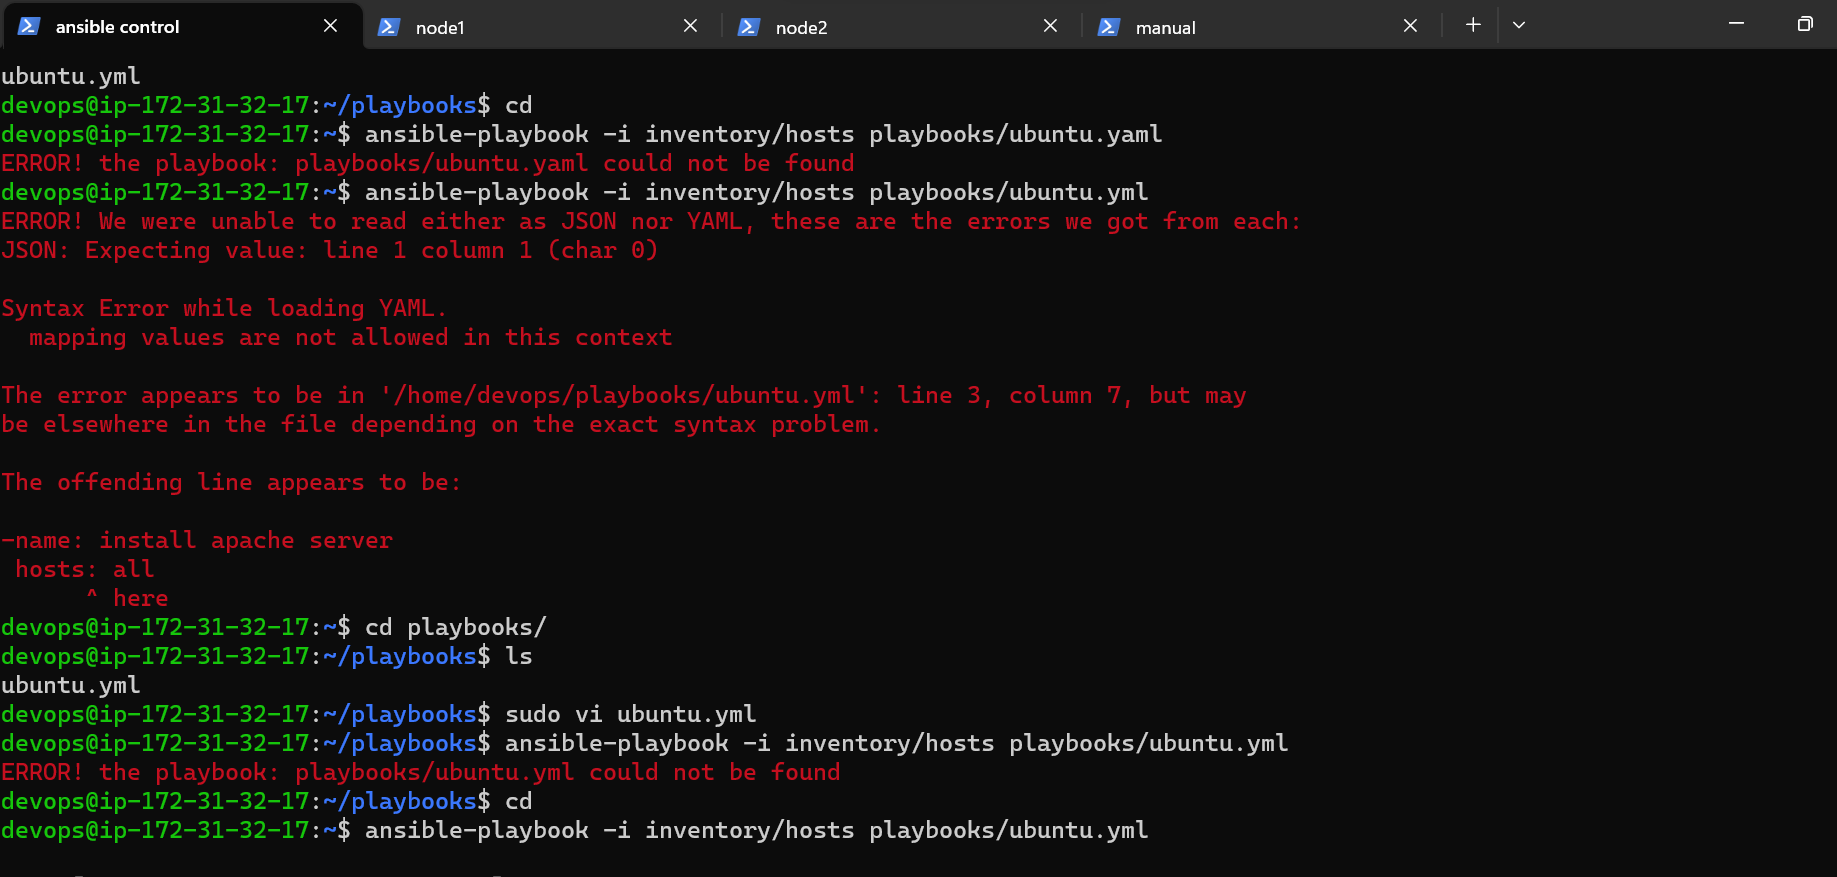 ansible control
node1
node2
manual
ubuntu.yml
devops@ip-172-31-32-17:~/playbooks$ cd
devops@ip-172-31-32-17:~$ ansible-playbook -i inventory/hosts playbooks/ubuntu.yaml
ERROR! the playbook: playbooks/ubuntu.yaml could not be found
devops@ip-172-31-32-17:~$ ansible-playbook -i inventory/hosts playbooks/ubuntu.yml
ERROR! We were unable to read either as JSON nor YAML, these are the errors we got from each:
JSON: Expecting value: line 1 column 1 (char 0)
Syntax Error while loading YAML.
mapping values are not allowed in this context
The error appears to be in '/home/devops/playbooks/ubuntu.yml': line 3, column 7, but may
be elsewhere in the file depending on the exact syntax problem.
The offending line appears to be:
-name: install apache server
hosts: all
^ here
devops@ip-172-31-32-17:~$ cd playbooks/
devops@ip-172-31-32-17:~/playbooks$ ls
ubuntu.yml
devops@ip-172-31-32-17:~/playbooks$ sudo vi ubuntu.yml
devops@ip-172-31-32-17:~/playbooks$ ansible-playbook -i inventory/hosts playbooks/ubuntu.yml
ERROR! the playbook: playbooks/ubuntu.yml could not be found
devops@ip-172-31-32-17:~/playbooks$ cd
devops@ip-172-31-32-17:~$ ansible-playbook -i inventory/hosts playbooks/ubuntu.yml